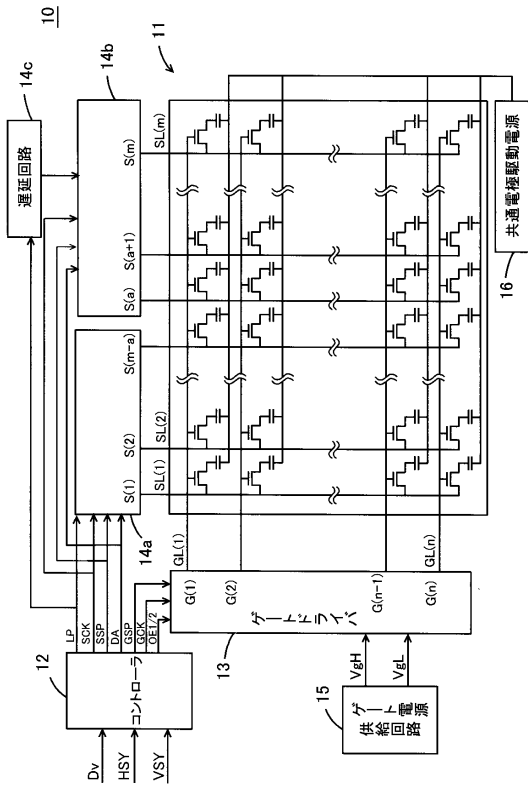 10
遅延回路
14c
14b
11
S(m)
SL(m)
S(a+1)
S(a)
S(m-a)
S(2)
SL(2)
S(1)
SL(1)
14a
LP
SCK
SSP
DA
GSP
GCK
OE1/2
12
コントローラ
Dv
HSY
VSY
GL(1)
G(1)
G(2)
G(n-1)
GL(n)
G(n)
ゲートドライバ
13
VgH
VgL
15
ゲート電源
供給回路
共通電極駆動電源
16